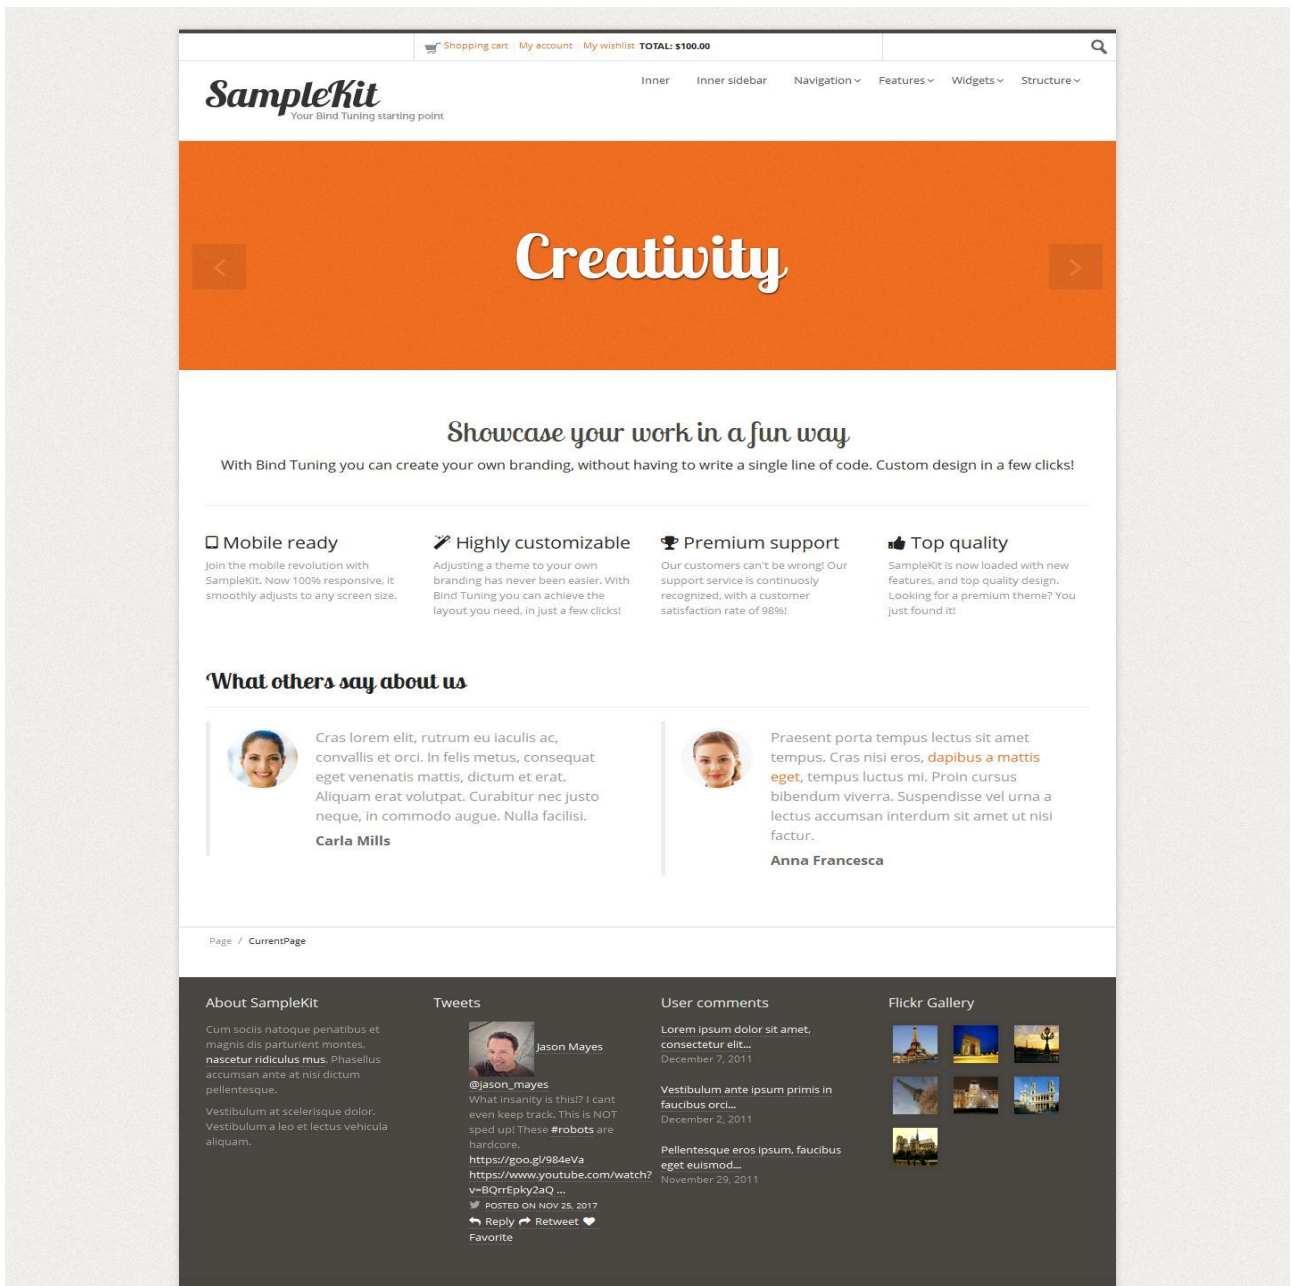 Shopping cart | My account | My wishlist TOTAL: $100.00
SampleKit
Your Bind Tuning starting point
Inner Inner sidebar Navigation Features Widgets Structure
Creativity
Showcase your work in a fun way
With Bind Tuning you can create your own branding, without having to write a single line of code. Custom design in a few clicks!
Mobile ready
Join the mobile revolution with
SampleKit. Now 100% responsive, it
smoothly adjusts to any screen size.
Highly customizable
Adjusting a theme to your own
branding has never been easier. With
Bind Tuning you can achieve the
layout you need, in just a few clicks!
Premium support
Our customers can't be wrong! Our
support service is continuosly
recognized, with a customer
satisfaction rate of 98%!
Top quality
SampleKit is now loaded with new
features, and top quality design.
Looking for a premium theme? You
just found it!
What others say about us
Cras lorem elit, rutrum eu iaculis ac,
convallis et orci. In felis metus, consequat
eget venenatis mattis, dictum et erat.
Aliquam erat volutpat. Curabitur nec justo
neque, in commodo augue. Nulla facilisi.
Carla Mills
Praesent porta tempus lectus sit amet
tempus. Cras nisi eros, dapibus a mattis
eget, tempus luctus mi. Proin cursus
bibendum viverra. Suspendisse vel urna a
lectus accumsan interdum sit amet ut nisi
factur.
Anna Francesca
Page / CurrentPage
About SampleKit
Cum sociis natoque penatibus et
magnis dis parturient montes,
nascetur ridiculus mus. Phasellus
accumsan ante at nisi dictum
pellentesque.
Vestibulum at scelerisque dolor.
Vestibulum a leo et lectus vehicula
aliquam.
Tweets
Jason Mayes
@jason_mayes
What insanity is this!? I cant
even keep track. This is NOT
sped up! These #robots are
hardcore.
https://goo.gl/984eVa
https://www.youtube.com/watch?
v=BQrrEpky2aQ ...
POSTED ON NOV 25, 2017
Reply Retweet
Favorite
User comments
Lorem ipsum dolor sit amet,
consectetur elit...
December 7, 2011
Vestibulum ante ipsum primis in
faucibus orci...
December 2, 2011
Pellentesque eros ipsum, faucibus
eget euismod...
November 29, 2011
Flickr Gallery